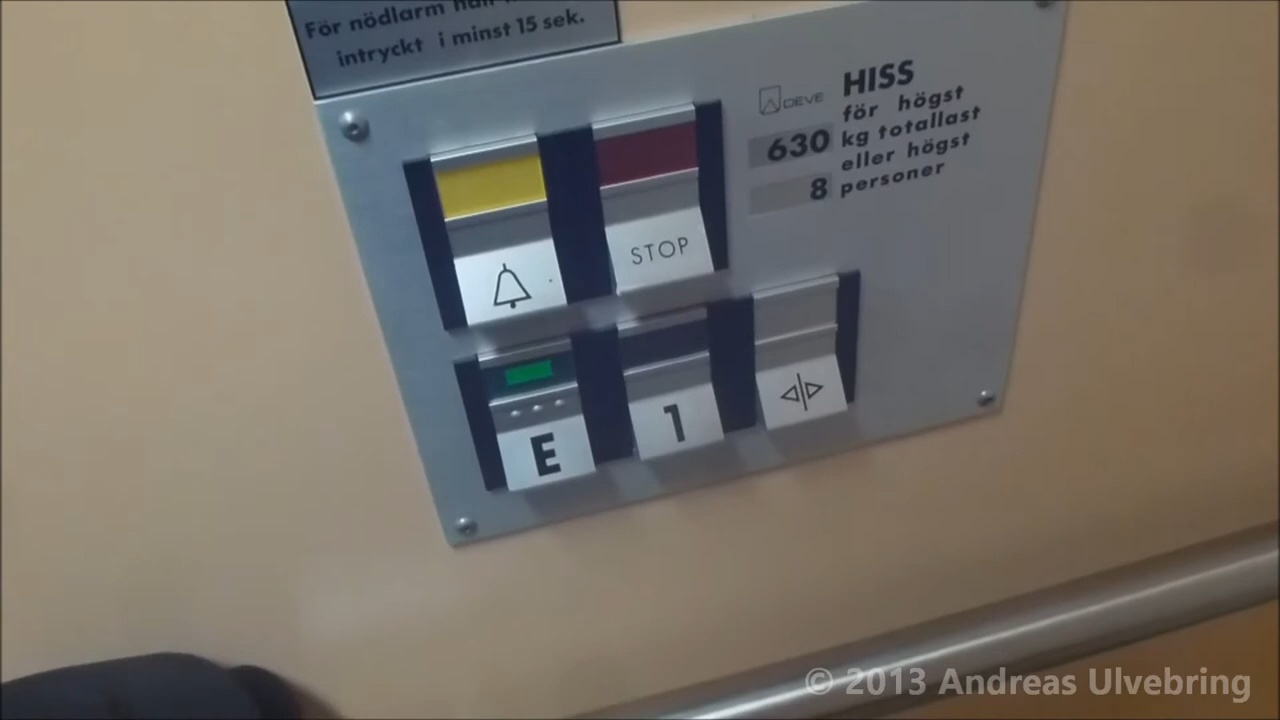 För nödlarm håll
intryckt i minst 15 sek.
DEVE
HISS
för högst
630 kg totallast
eller högst
8 personer
STOP
E
1
© 2013 Andreas Ulvebring